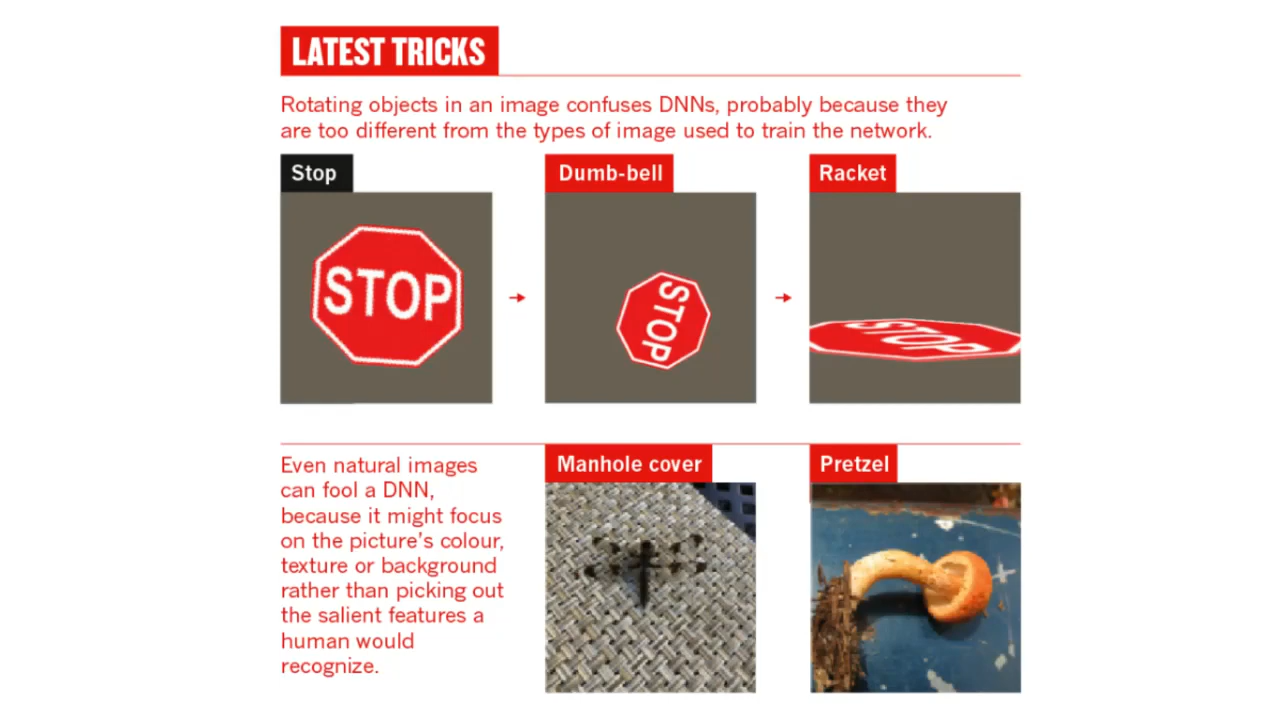 LATEST TRICKS
Rotating objects in an image confuses DNNs, probably because they
are too different from the types of image used to train the network.
Stop
Dumb-bell
Racket
STOP
STOP
STOP
Even natural images
can fool a DNN,
because it might focus
on the picture's colour,
texture or background
rather than picking out
the salient features a
human would
recognize.
Manhole cover
Pretzel